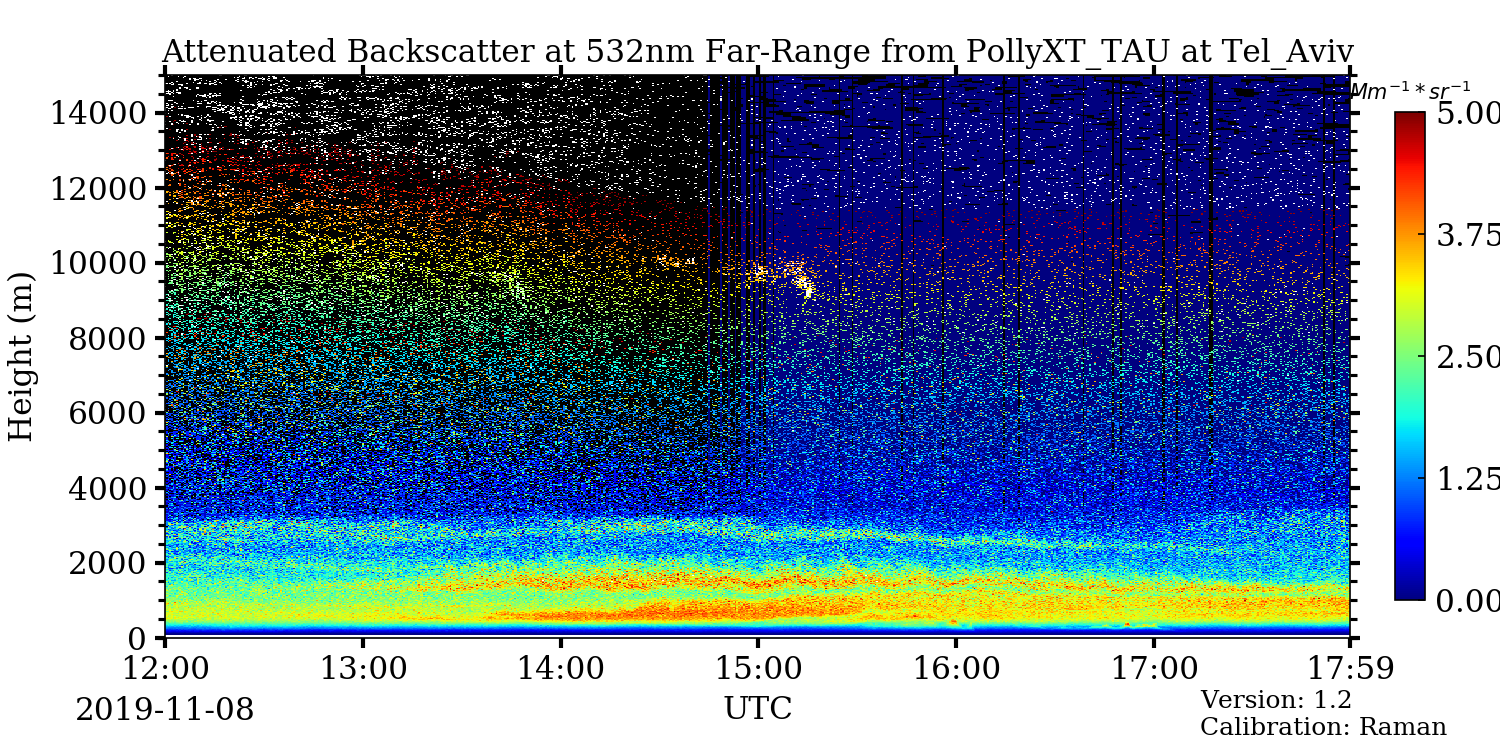 Attenuated Backscatter at 532nm Far-Range from PollyXT_TAU at Tel_Aviv
Mm⁻¹ * sr⁻¹
5.00
3.75
2.50
1.25
0.00
Height (m)
14000
12000
10000
8000
6000
4000
2000
0
12:00 13:00 14:00 15:00 16:00 17:00 17:59
2019-11-08
UTC
Version: 1.2
Calibration: Raman